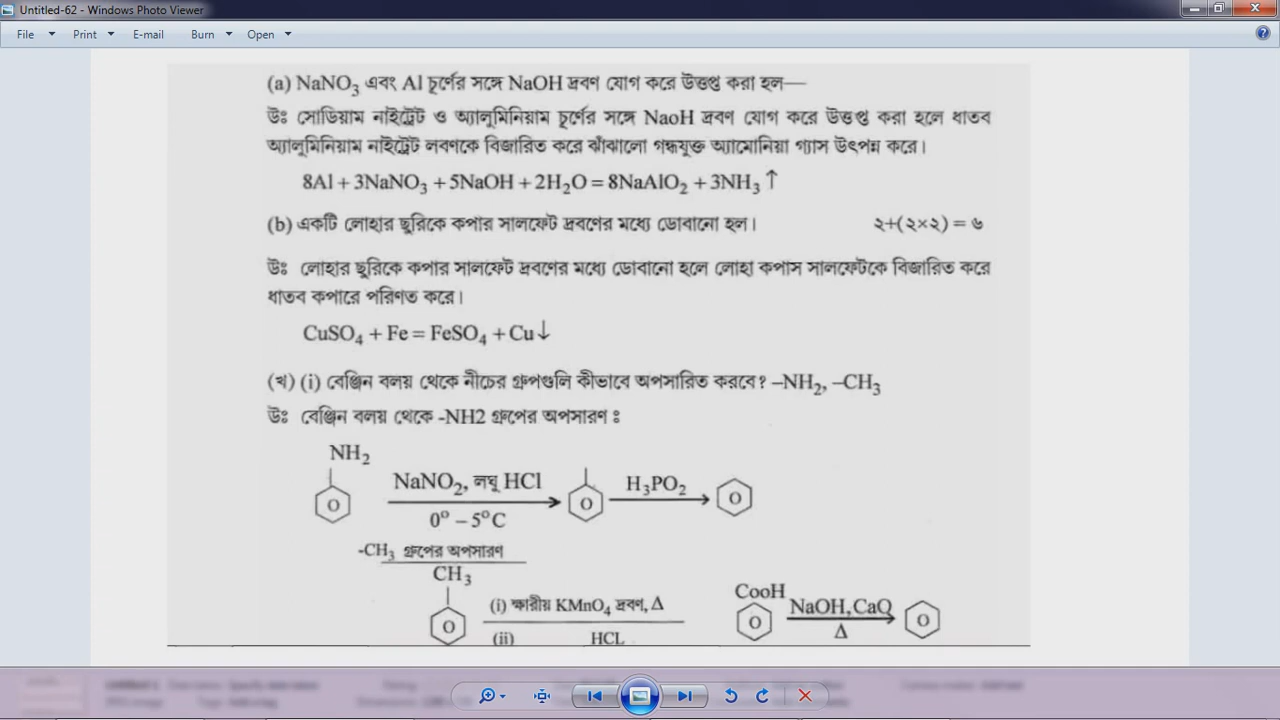 Untitled-62 - Windows Photo Viewer
File Print E-mail Burn Open
(a) NaNO₃ এবং Al চূর্ণের সঙ্গে NaOH দ্রবণ যোগ করে উত্তপ্ত করা হল—
উঃ সোডিয়াম নাইট্রেট ও অ্যালুমিনিয়াম চূর্ণের সঙ্গে NaoH দ্রবণ যোগ করে উত্তপ্ত করা হলে ধাতব
অ্যালুমিনিয়াম নাইট্রেট লবণকে বিজারিত করে ঝাঁঝালো গন্ধযুক্ত অ্যামোনিয়া গ্যাস উৎপন্ন করে।
8Al + 3NaNO₃ + 5NaOH + 2H₂O = 8NaAlO₂ + 3NH₃ ↑
(b) একটি লোহার ছুরিকে কপার সালফেট দ্রবণের মধ্যে ডোবানো হল। ২+(২×২) = ৬
উঃ লোহার ছুরিকে কপার সালফেট দ্রবণের মধ্যে ডোবানো হলে লোহা কপাস সালফেটকে বিজারিত করে
ধাতব কপারে পরিণত করে।
CuSO₄ + Fe = FeSO₄ + Cu↓
(খ) (i) বেঞ্জিন বলয় থেকে নীচের গ্রুপগুলি কীভাবে অপসারিত করবে? –NH₂, –CH₃
উঃ বেঞ্জিন বলয় থেকে -NH2 গ্রুপের অপসারণ ঃ
NH₂
NaNO₂, লঘু HCl H₃PO₂
0° – 5°C
-CH₃ গ্রুপের অপসারণ
CH₃
(i) ক্ষারীয় KMnO₄ দ্রবণ, Δ CooH NaOH, CaQ
(ii) HCL Δ